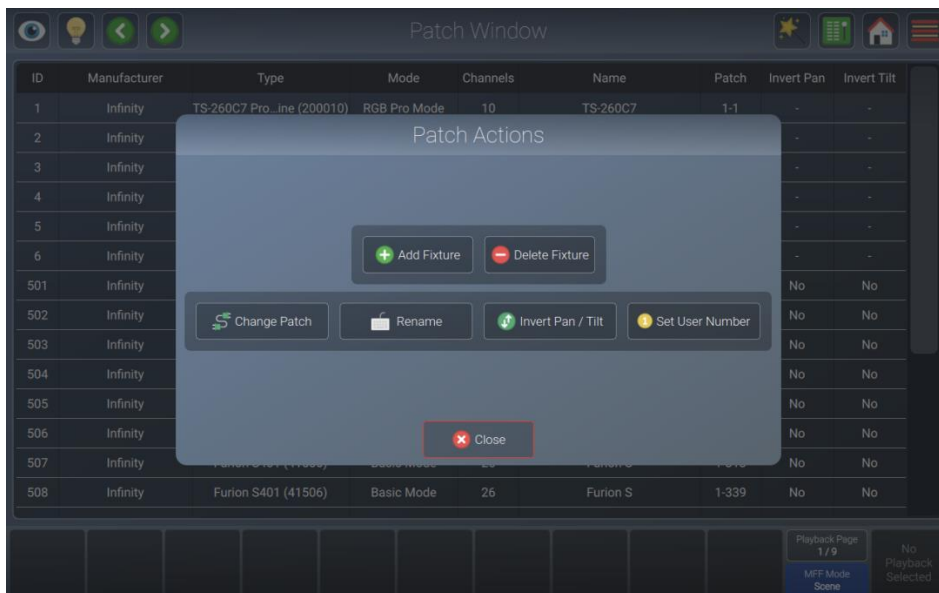 Patch Window
ID Manufacturer Type Mode Channels Name Patch Invert Pan Invert Tilt
1 Infinity TS-260C7 Pro...ine (200010) RGB Pro Mode 10 TS-260C7 1-1 - -
Patch Actions
2 Infinity - -
3 Infinity - -
4 Infinity - -
5 Infinity - -
6 Infinity - -
Add Fixture Delete Fixture
501 Infinity No No
502 Infinity No No
Change Patch Rename Invert Pan / Tilt Set User Number
503 Infinity No No
504 Infinity No No
505 Infinity No No
506 Infinity No No
Close
507 Infinity No No
508 Infinity Furion S401 (41506) Basic Mode 26 Furion S 1-339 No No
Playback Page
1 / 9
MFF Mode
Scene
No
Playback
Selected